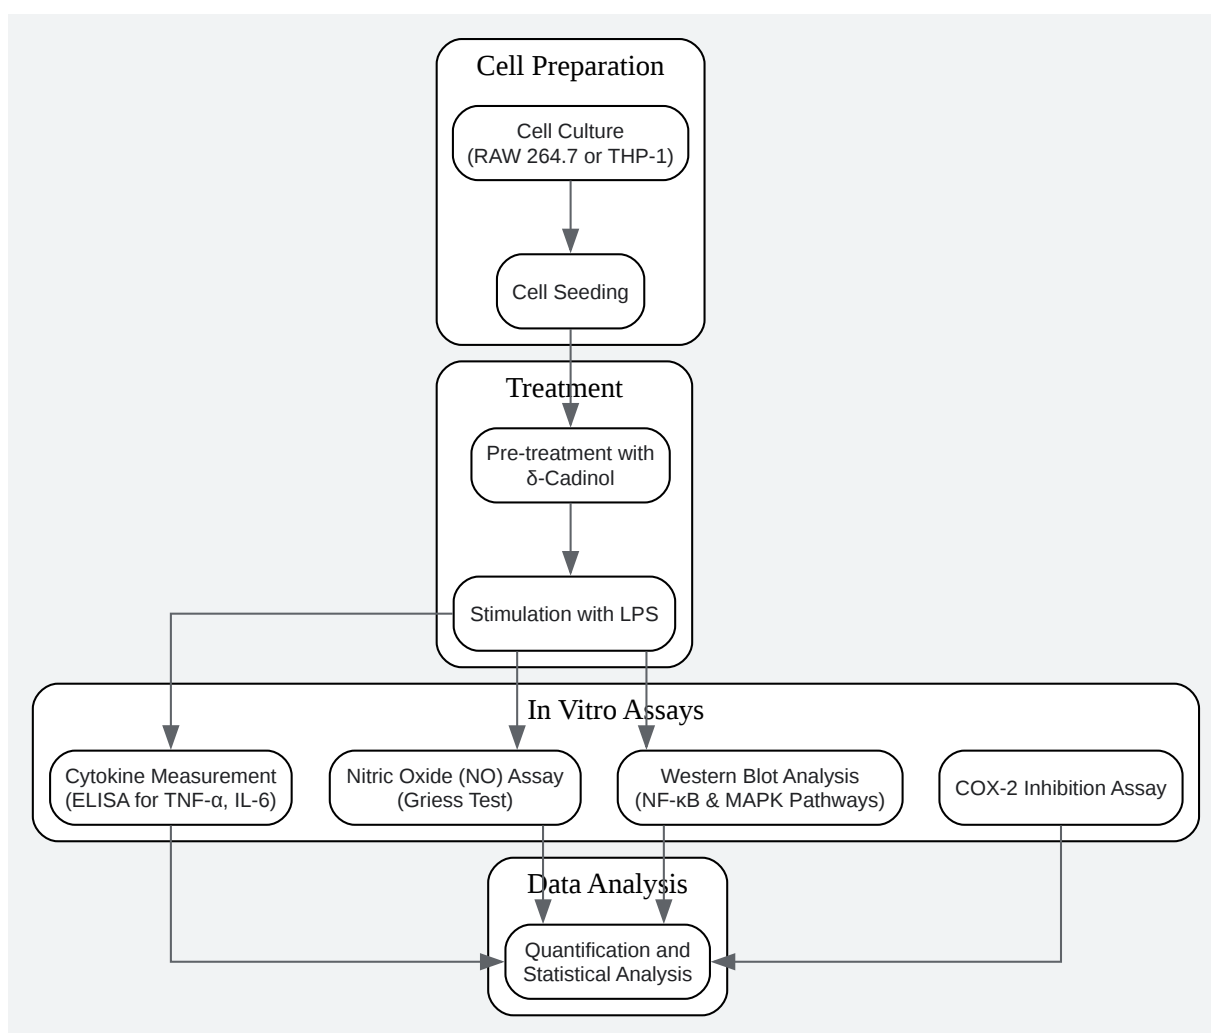 Cell Preparation
Cell Culture
(RAW 264.7 or THP-1)
Cell Seeding
Treatment
Pre-treatment with
δ-Cadinol
Stimulation with LPS
In Vitro Assays
Cytokine Measurement
(ELISA for TNF-α, IL-6)
Nitric Oxide (NO) Assay
(Griess Test)
Western Blot Analysis
(NF-κB & MAPK Pathways)
COX-2 Inhibition Assay
Data Analysis
Quantification and
Statistical Analysis